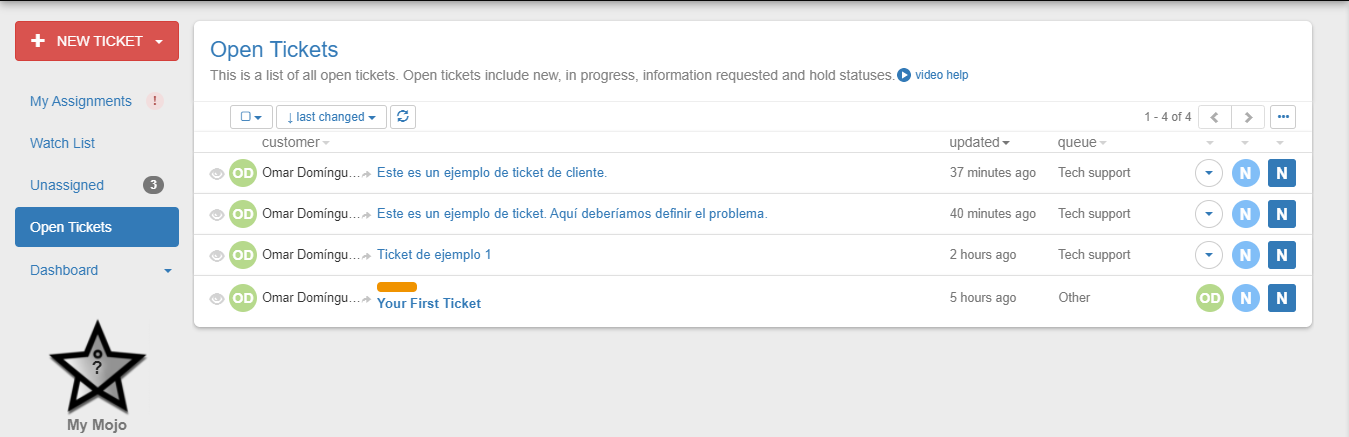 NEW TICKET
My Assignments !
Watch List
Unassigned 3
Open Tickets
Dashboard
?
My Mojo
Open Tickets
This is a list of all open tickets. Open tickets include new, in progress, information requested and hold statuses. video help
↓ last changed 1 - 4 of 4 •••
customer updated queue
OD Omar Domíngu... Este es un ejemplo de ticket de cliente. 37 minutes ago Tech support N N
OD Omar Domíngu... Este es un ejemplo de ticket. Aquí deberíamos definir el problema. 40 minutes ago Tech support N N
OD Omar Domíngu... Ticket de ejemplo 1 2 hours ago Tech support N N
OD Omar Domíngu... Your First Ticket 5 hours ago Other OD N N